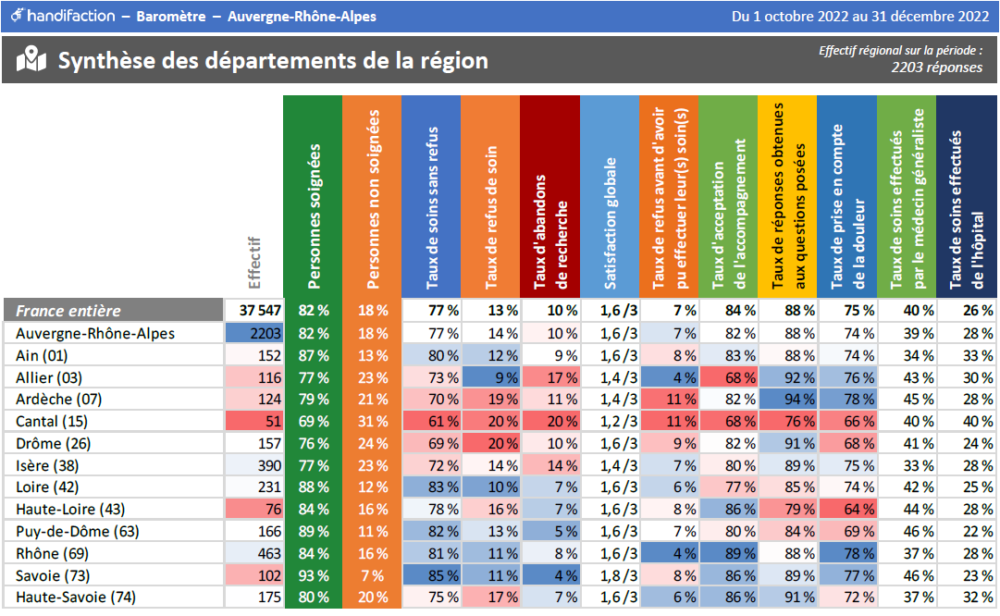 handifaction – Baromètre – Auvergne-Rhône-Alpes
Du 1 octobre 2022 au 31 décembre 2022
Synthèse des départements de la région
Effectif régional sur la période :
2203 réponses
Effectif
Personnes soignées
Personnes non soignées
Taux de soins sans refus
Taux de refus de soin
Taux d'abandons
de recherche
Satisfaction globale
Taux de refus avant d'avoir
pu effectuer leur(s) soin(s)
Taux d'acceptation
de l'accompagnement
Taux de réponses obtenues
aux questions posées
Taux de prise en compte
de la douleur
Taux de soins effectués
par le médecin généraliste
Taux de soins effectués
de l'hôpital
France entière 37 547 82 % 18 % 77 % 13 % 10 % 1,6 /3 7 % 84 % 88 % 75 % 40 % 26 %
Auvergne-Rhône-Alpes 2203 82 % 18 % 77 % 14 % 10 % 1,6 /3 7 % 82 % 88 % 74 % 39 % 28 %
Ain (01) 152 87 % 13 % 80 % 12 % 9 % 1,6 /3 8 % 83 % 88 % 74 % 34 % 33 %
Allier (03) 116 77 % 23 % 73 % 9 % 17 % 1,4 /3 4 % 68 % 92 % 76 % 43 % 30 %
Ardèche (07) 124 79 % 21 % 70 % 19 % 11 % 1,4 /3 11 % 82 % 94 % 78 % 45 % 28 %
Cantal (15) 51 69 % 31 % 61 % 20 % 20 % 1,2 /3 11 % 68 % 76 % 66 % 40 % 40 %
Drôme (26) 157 76 % 24 % 69 % 20 % 10 % 1,6 /3 9 % 82 % 91 % 68 % 41 % 24 %
Isère (38) 390 77 % 23 % 72 % 14 % 14 % 1,4 /3 7 % 80 % 89 % 75 % 33 % 28 %
Loire (42) 231 88 % 12 % 83 % 10 % 7 % 1,6 /3 6 % 77 % 85 % 74 % 42 % 25 %
Haute-Loire (43) 76 84 % 16 % 78 % 16 % 7 % 1,6 /3 8 % 86 % 79 % 64 % 44 % 28 %
Puy-de-Dôme (63) 166 89 % 11 % 82 % 13 % 5 % 1,6 /3 7 % 80 % 84 % 69 % 46 % 22 %
Rhône (69) 463 84 % 16 % 81 % 11 % 8 % 1,6 /3 4 % 89 % 88 % 78 % 37 % 28 %
Savoie (73) 102 93 % 7 % 85 % 11 % 4 % 1,8 /3 8 % 86 % 89 % 77 % 46 % 23 %
Haute-Savoie (74) 175 80 % 20 % 75 % 17 % 7 % 1,6 /3 6 % 86 % 91 % 72 % 37 % 32 %